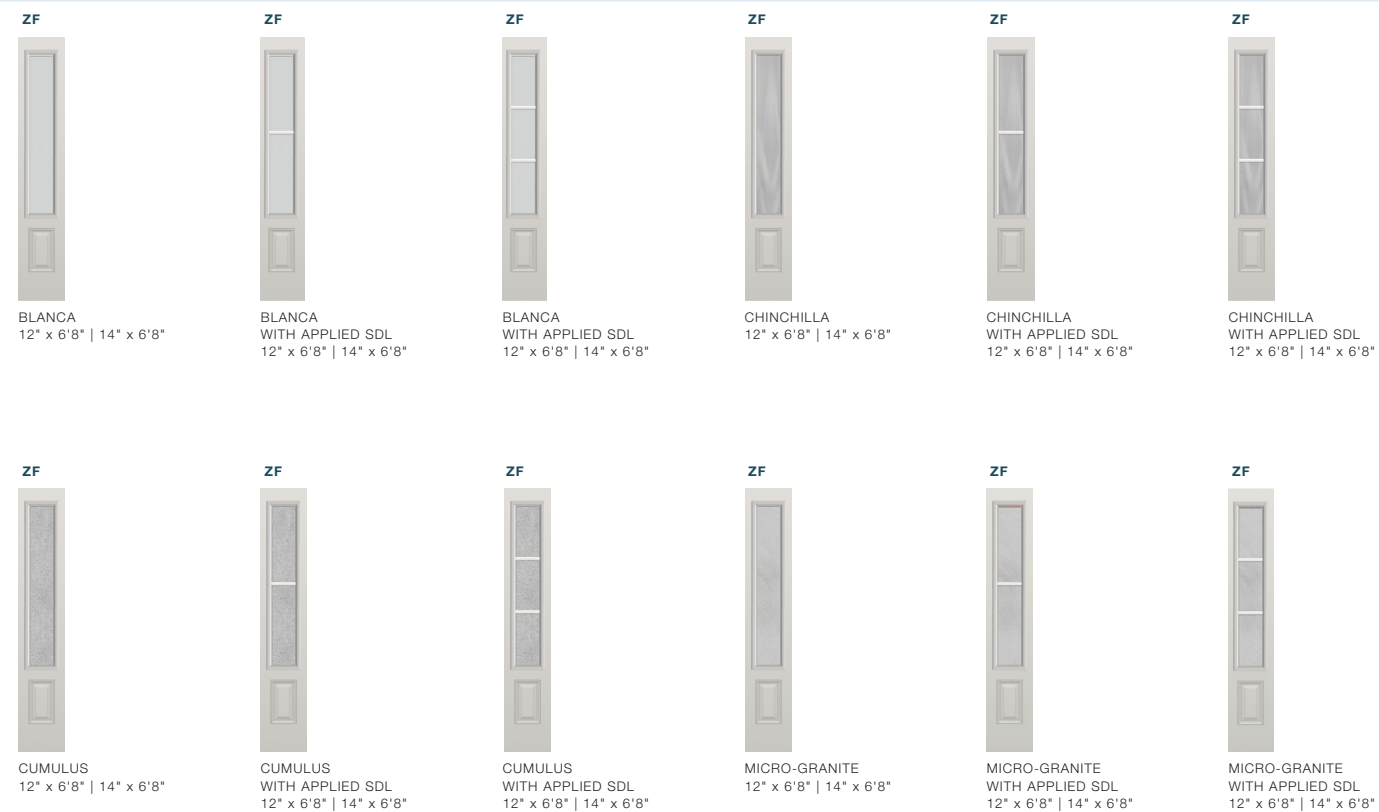 ZF
ZF
ZF
ZF
ZF
ZF
BLANCA
12" x 6'8" | 14" x 6'8"
BLANCA
WITH APPLIED SDL
12" x 6'8" | 14" x 6'8"
BLANCA
WITH APPLIED SDL
12" x 6'8" | 14" x 6'8"
CHINCHILLA
12" x 6'8" | 14" x 6'8"
CHINCHILLA
WITH APPLIED SDL
12" x 6'8" | 14" x 6'8"
CHINCHILLA
WITH APPLIED SDL
12" x 6'8" | 14" x 6'8"
ZF
ZF
ZF
ZF
ZF
ZF
CUMULUS
12" x 6'8" | 14" x 6'8"
CUMULUS
WITH APPLIED SDL
12" x 6'8" | 14" x 6'8"
CUMULUS
WITH APPLIED SDL
12" x 6'8" | 14" x 6'8"
MICRO-GRANITE
12" x 6'8" | 14" x 6'8"
MICRO-GRANITE
WITH APPLIED SDL
12" x 6'8" | 14" x 6'8"
MICRO-GRANITE
WITH APPLIED SDL
12" x 6'8" | 14" x 6'8"